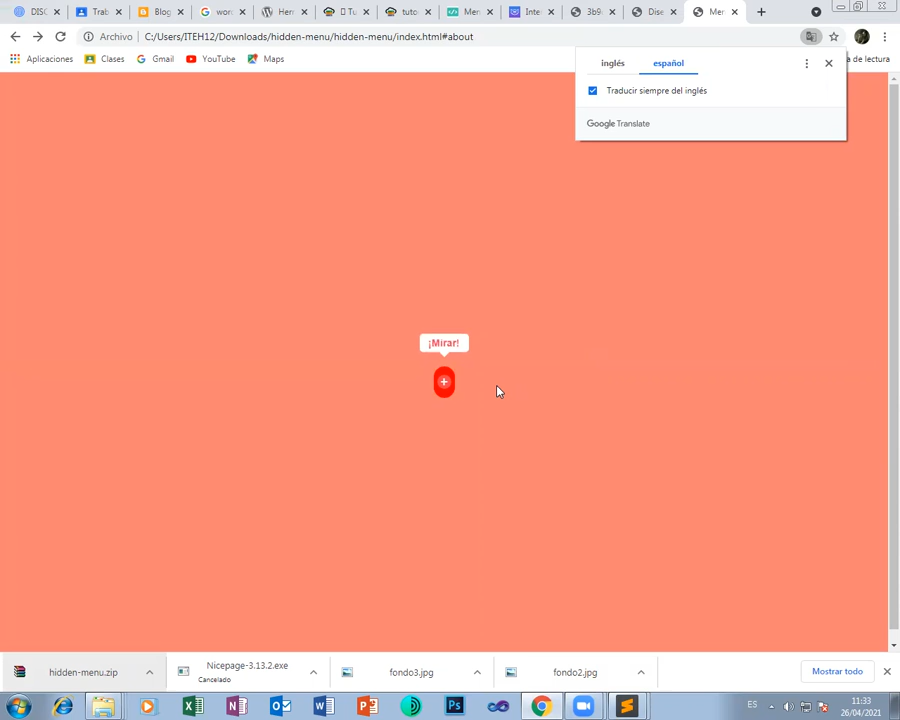 DISC
Trab
Blog
worc
Herr
Tu
tutor
Men
Inte
3b9
Dise
Mer
Archivo | C:/Users/ITEH12/Downloads/hidden-menu/hidden-menu/index.html#about
Aplicaciones Clases Gmail YouTube Maps
a de lectura
inglés español
Traducir siempre del inglés
Google Translate
¡Mirar!
+
hidden-menu.zip
Nicepage-3.13.2.exe
Cancelado
fondo3.jpg
fondo2.jpg
Mostrar todo
ES
11:33
26/04/2021